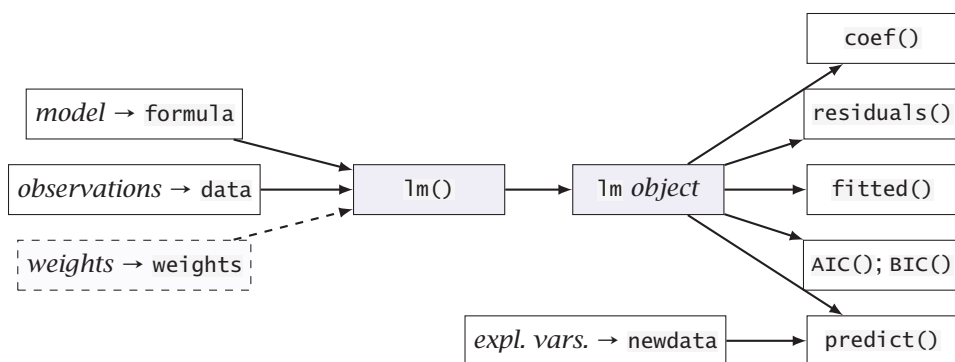 coef()
model → formula
residuals()
observations → data
lm()
lm object
fitted()
weights → weights
AIC(); BIC()
expl. vars. → newdata
predict()